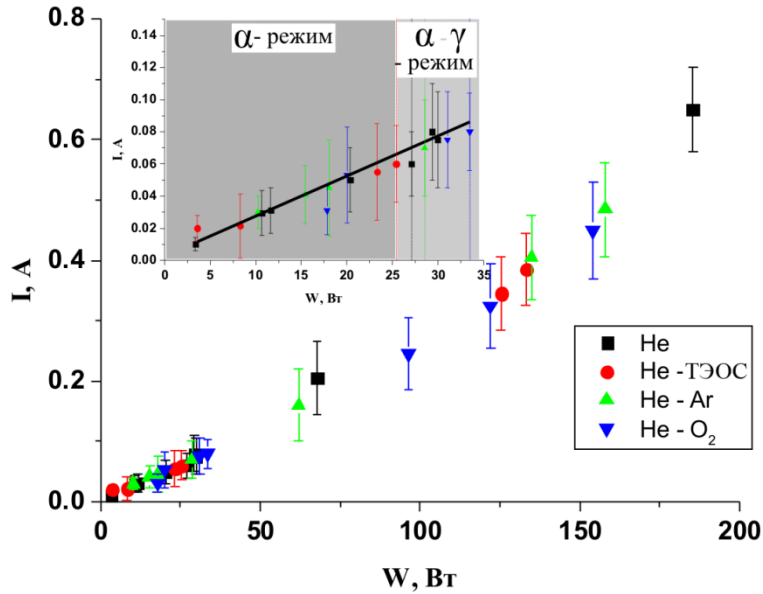 0.8
0.6
0.4
0.2
0.0
I, A
0 50 100 150 200
W, Вт
α- режим
α - γ
- режим
0.15
0.14
0.12
0.10
0.08
0.06
0.04
0.02
0.00
I, A
0 5 10 15 20 25 30 35
W, Вт
He
He -ТЭОС
He - Ar
He - O₂